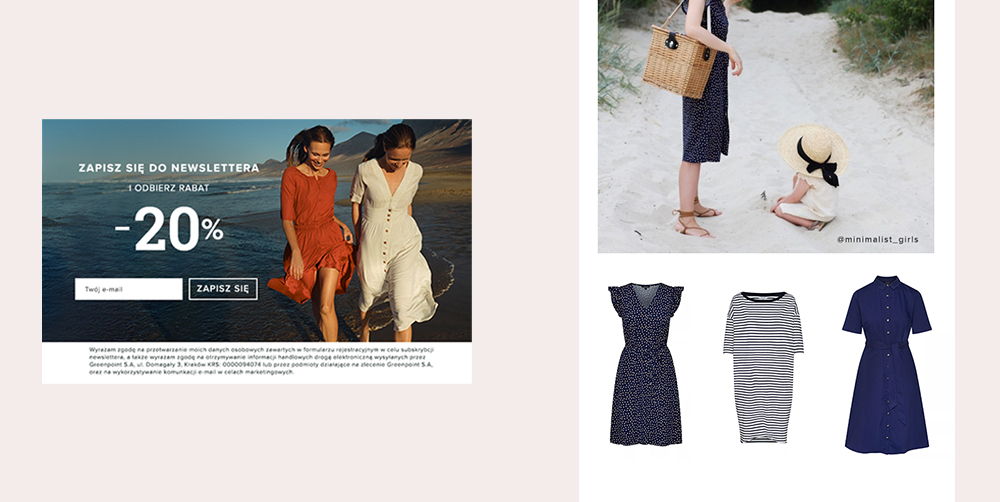 ZAPISZ SIĘ DO NEWSLETTERA
I ODBIERZ RABAT
-20%
Twój e-mail
ZAPISZ SIĘ
Wyrażam zgodę na przetwarzanie moich danych osobowych zawartych w formularzu rejestracyjnym w celu subskrybcji
newslettera, a także wyrażam zgodę na otrzymywanie informacji handlowych drogą elektroniczną wysyłanych przez
Greenpoint S.A, ul. Domagały 3, Kraków KRS: 0000094074 lub przez podmioty działające na zlecenie Greenpoint S.A,
oraz na wykorzystywanie komunikacji e-mail w celach marketingowych.
@minimalist_girls